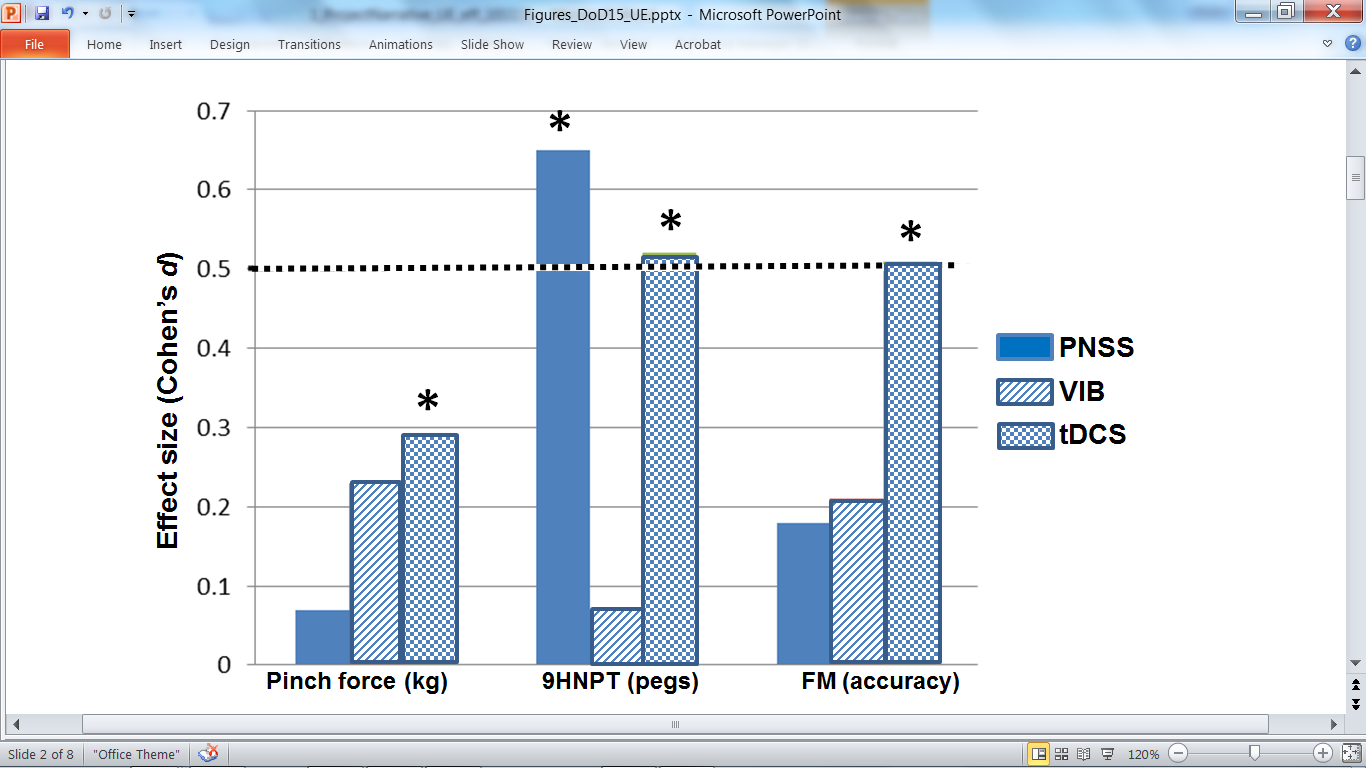 Figures_DoD15_UE.pptx - Microsoft PowerPoint
File Home Insert Design Transitions Animations Slide Show Review View Acrobat
0.7
0.6
0.5
0.4
0.3
0.2
0.1
0
Effect size (Cohen's d)
*
*
*
*
PNSS
VIB
tDCS
Pinch force (kg) 9HNPT (pegs) FM (accuracy)
Slide 2 of 8 "Office Theme" 120%